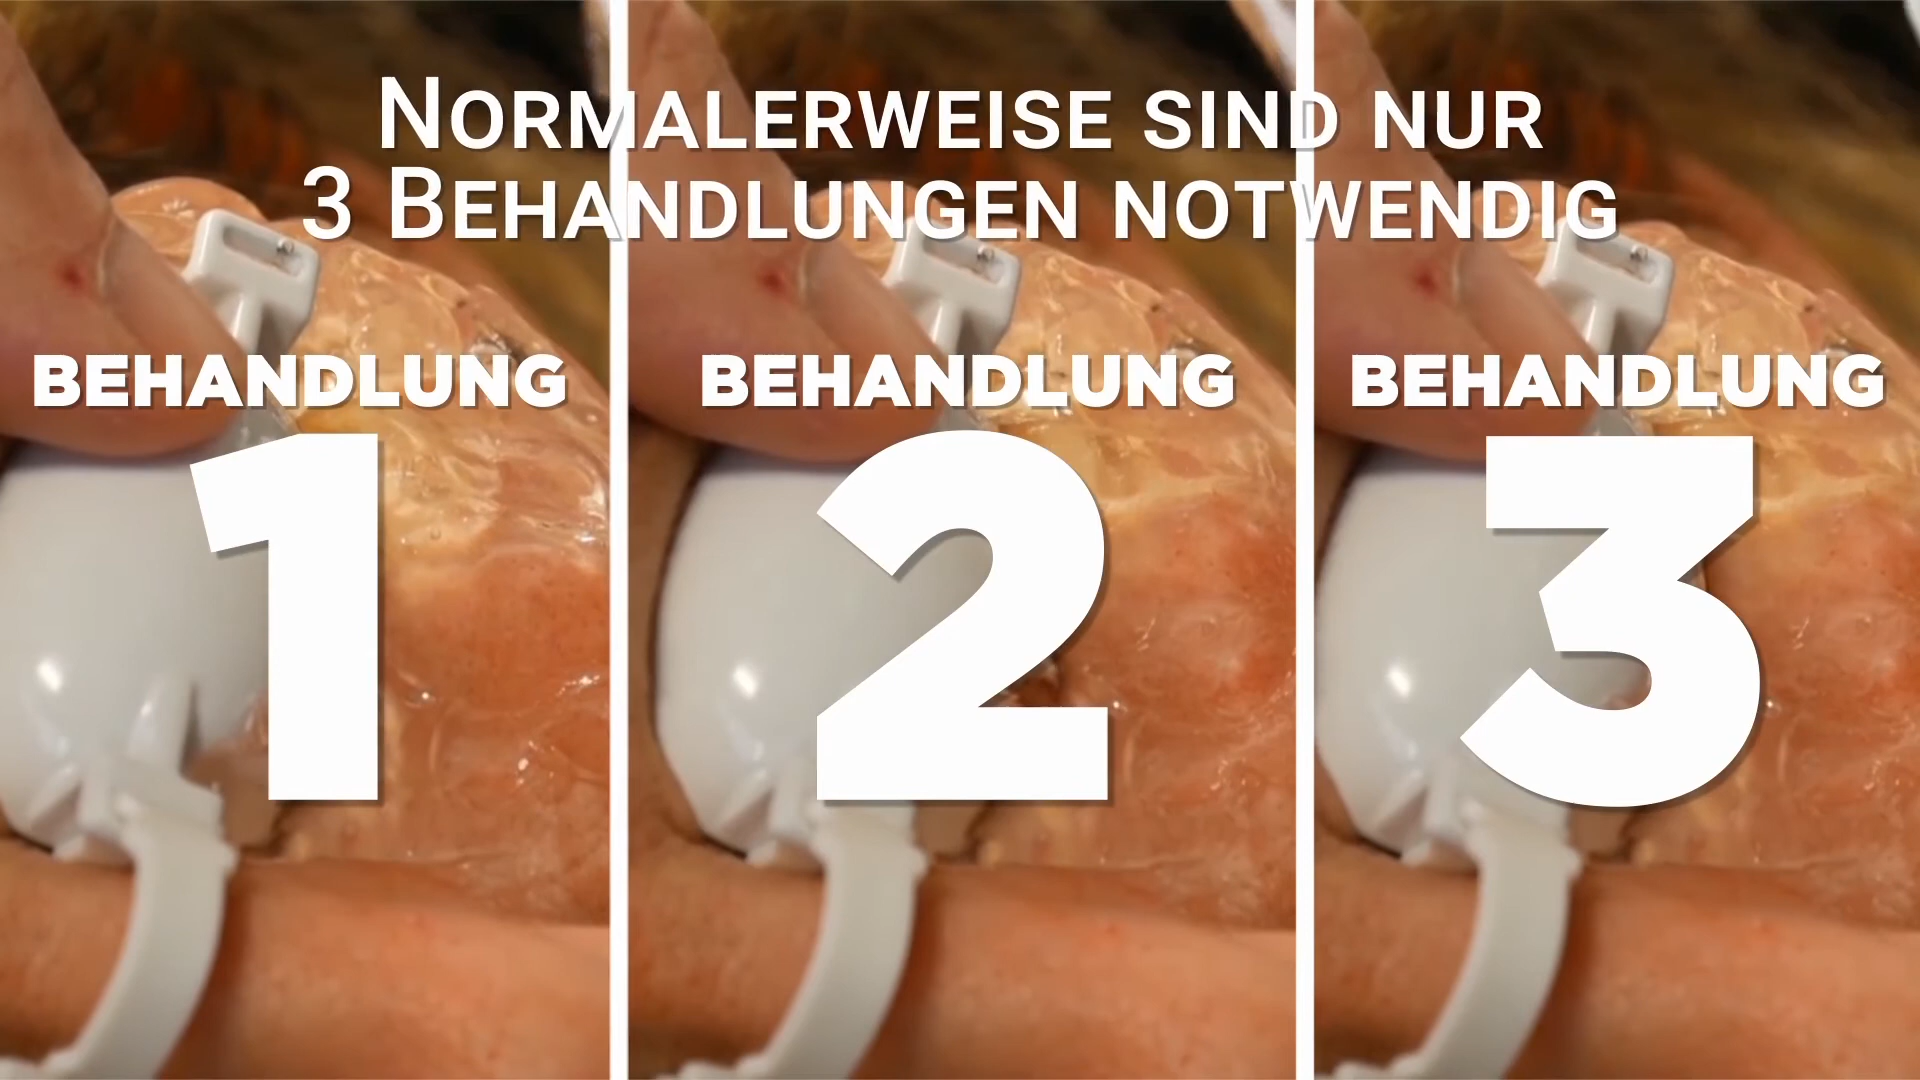 Normalerweise sind nur
3 Behandlungen notwendig
BEHANDLUNG
1
BEHANDLUNG
2
BEHANDLUNG
3